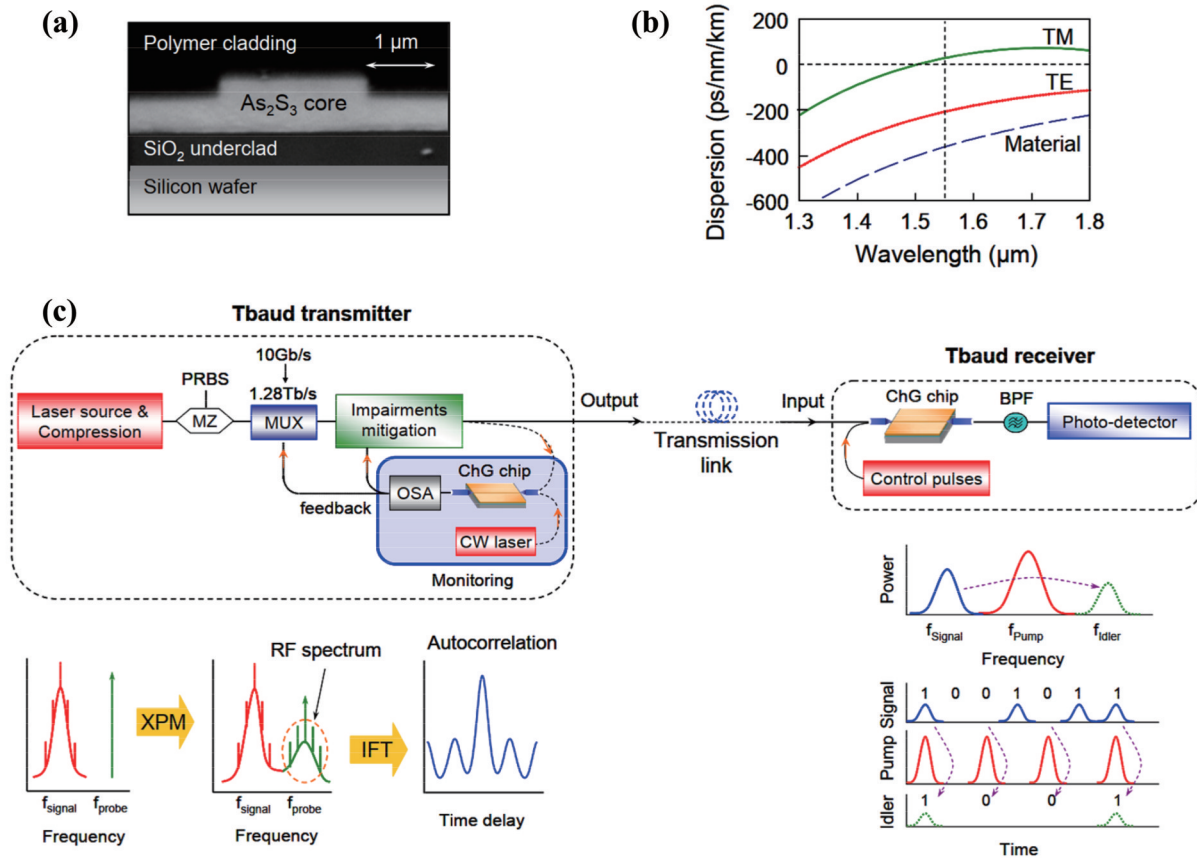 (a)
Polymer cladding
1 μm
As2S3 core
SiO2 underclad
Silicon wafer
(b)
Dispersion (ps/nm/km)
200
0
-200
-400
-600
TM
TE
Material
1.3 1.4 1.5 1.6 1.7 1.8
Wavelength (μm)
(c)
Tbaud transmitter
10Gb/s
PRBS
1.28Tb/s
Laser source &
Compression
MZ
MUX
Impairments
mitigation
feedback
OSA
ChG chip
CW laser
Monitoring
Output
Transmission
link
Input
Tbaud receiver
ChG chip
BPF
Photo-detector
Control pulses
fsignal fprobe
Frequency
XPM
RF spectrum
fsignal fprobe
Frequency
IFT
Autocorrelation
Time delay
Power
fSignal fPump fIdler
Frequency
Signal
1 0 0 1 0 1 1
Pump
Idler
1 0 0 1
Time